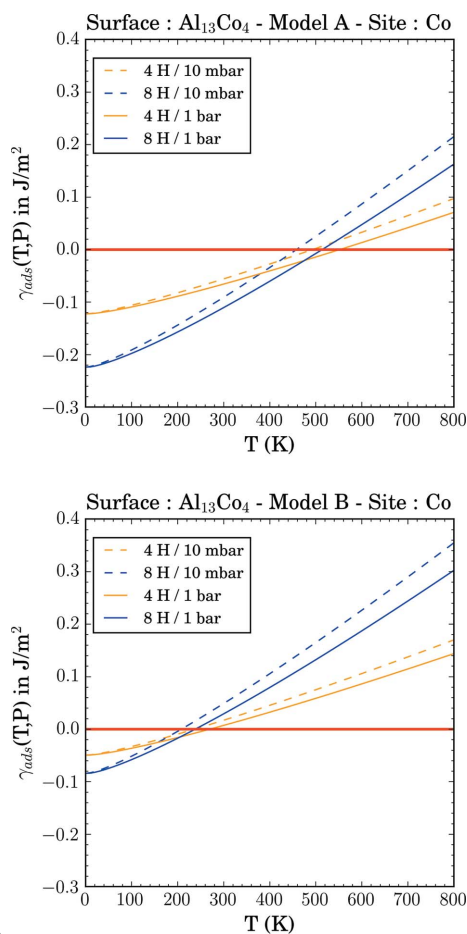 Surface : Al₁₃Co₄ - Model A - Site : Co
4 H / 10 mbar
8 H / 10 mbar
4 H / 1 bar
8 H / 1 bar
γads(T,P) in J/m²
0.4
0.3
0.2
0.1
0.0
−0.1
−0.2
−0.3
0 100 200 300 400 500 600 700 800
T (K)
Surface : Al₁₃Co₄ - Model B - Site : Co
4 H / 10 mbar
8 H / 10 mbar
4 H / 1 bar
8 H / 1 bar
γads(T,P) in J/m²
0.4
0.3
0.2
0.1
0.0
−0.1
−0.2
−0.3
0 100 200 300 400 500 600 700 800
T (K)